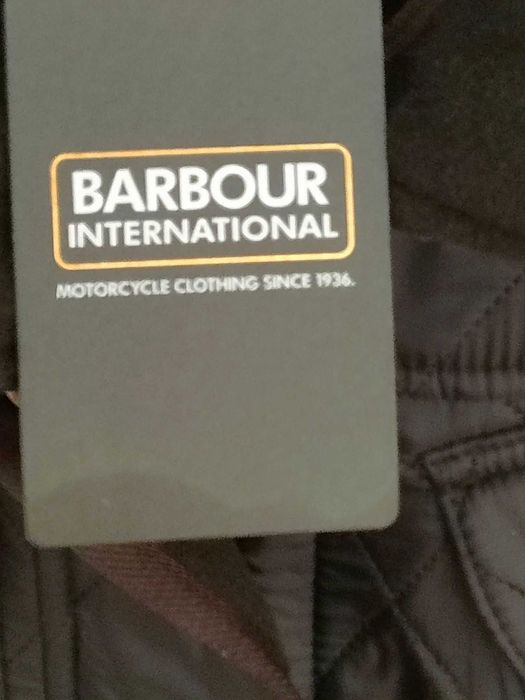 BARBOUR
INTERNATIONAL
MOTORCYCLE CLOTHING SINCE 1936.